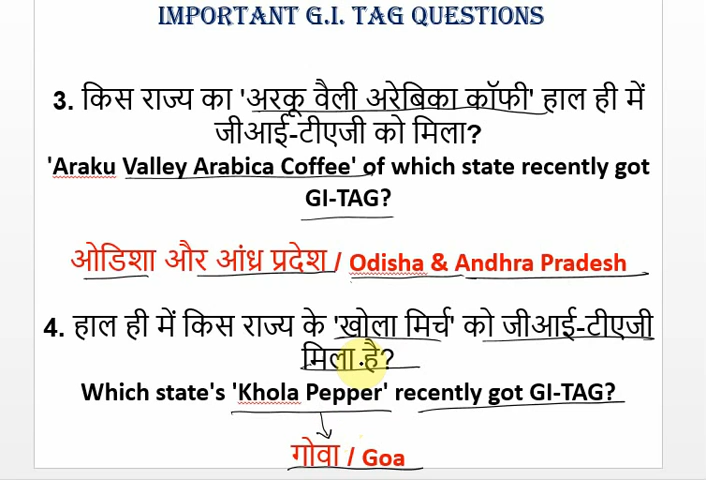 IMPORTANT G.I. TAG QUESTIONS
3. किस राज्य का 'अरकू वैली अरेबिका कॉफी' हाल ही में
जीआई-टीएजी को मिला?
'Araku Valley Arabica Coffee' of which state recently got
GI-TAG?
ओडिशा और आंध्र प्रदेश / Odisha & Andhra Pradesh
4. हाल ही में किस राज्य के 'खोला मिर्च' को जीआई-टीएजी
मिला है?
Which state's 'Khola Pepper' recently got GI-TAG?
गोवा / Goa